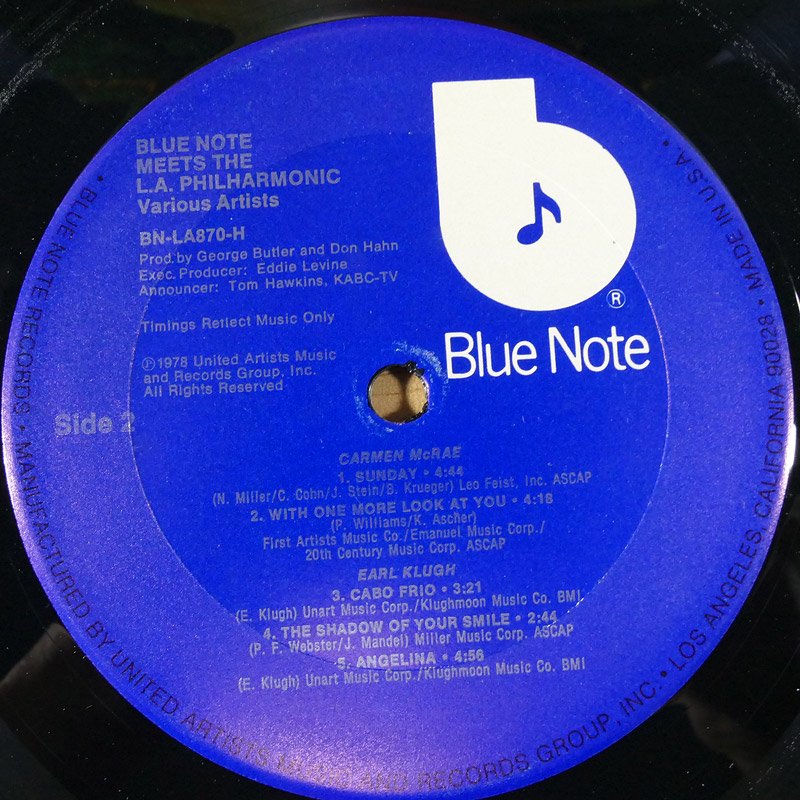 BLUE NOTE
MEETS THE
L.A. PHILHARMONIC
Various Artists
BN-LA870-H
Prod. by George Butler and Don Hahn
Exec. Producer: Eddie Levine
Announcer: Tom Hawkins, KABC-TV
Timings Reflect Music Only
℗1978 United Artists Music
and Records Group, Inc.
All Rights Reserved
Side 2
®
Blue Note
CARMEN McRAE
1. SUNDAY • 4:44
(N. Miller/C. Cohn/J. Stein/B. Krueger) Leo Feist, Inc. ASCAP
2. WITH ONE MORE LOOK AT YOU • 4:18
(P. Williams/K. Ascher)
First Artists Music Co./Emanuel Music Corp./
20th Century Music Corp. ASCAP
EARL KLUGH
3. CABO FRIO • 3:21
(E. Klugh) Unart Music Corp./Klughmoon Music Co. BMI
4. THE SHADOW OF YOUR SMILE • 2:44
(P. F. Webster/J. Mandel) Miller Music Corp. ASCAP
5. ANGELINA • 4:56
(E. Klugh) Unart Music Corp./Klughmoon Music Co. BMI
• BLUE NOTE RECORDS • MANUFACTURED BY UNITED ARTISTS MUSIC AND RECORDS GROUP, INC. • LOS ANGELES, CALIFORNIA 90028 • MADE IN U.S.A. •